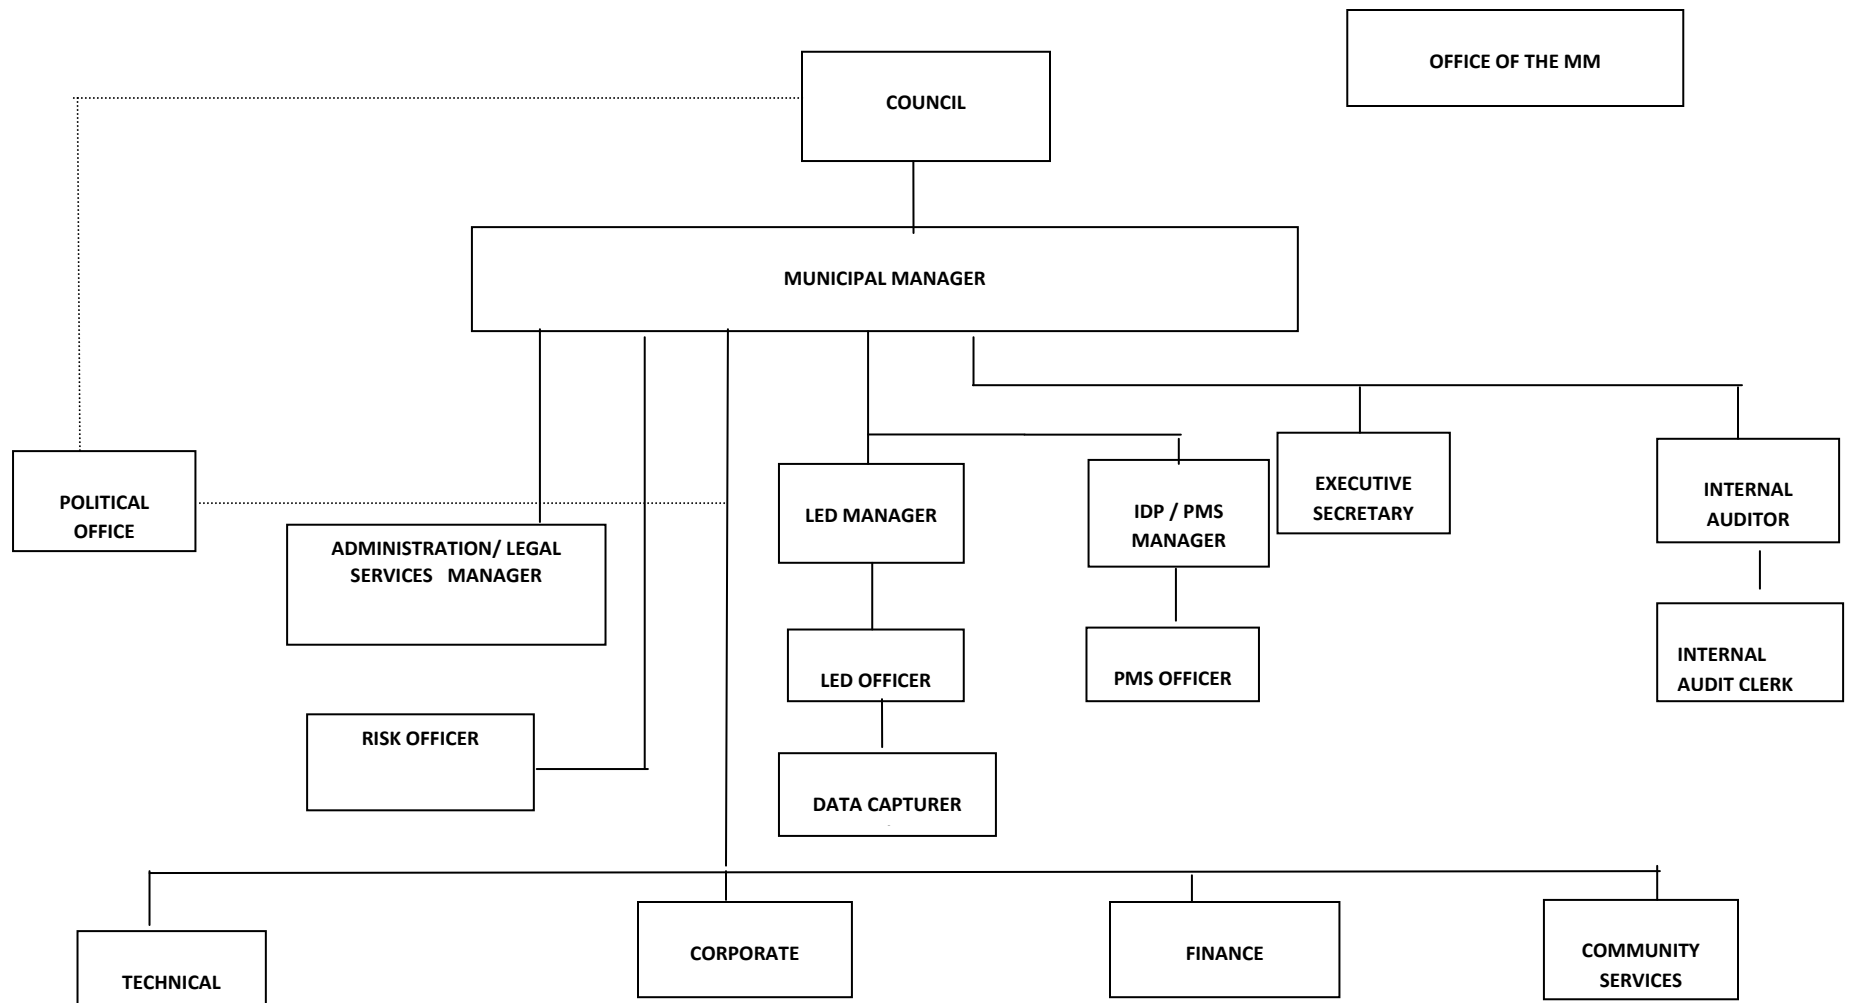 OFFICE OF THE MM
COUNCIL
MUNICIPAL MANAGER
POLITICAL
OFFICE
ADMINISTRATION/ LEGAL
SERVICES MANAGER
LED MANAGER
IDP / PMS
MANAGER
EXECUTIVE
SECRETARY
INTERNAL
AUDITOR
LED OFFICER
PMS OFFICER
INTERNAL
AUDIT CLERK
RISK OFFICER
DATA CAPTURER
TECHNICAL
CORPORATE
FINANCE
COMMUNITY
SERVICES